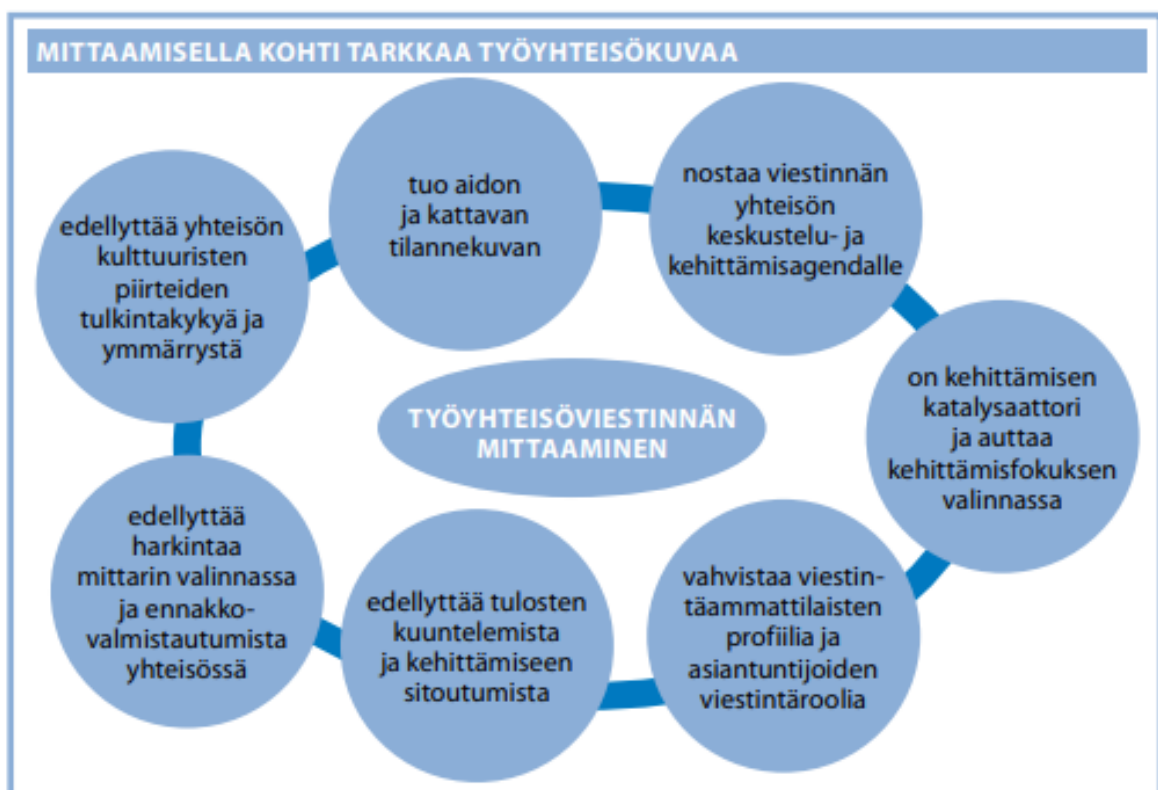 MITTAAMISELLA KOHTI TARKKAA TYÖYHTEISÖKUVAA
tuo aidon
ja kattavan
tilannekuvan
nostaa viestinnän
yhteisön
keskustelu- ja
kehittämisagendalle
on kehittämisen
katalysaattori
ja auttaa
kehittämisfokuksen
valinnassa
vahvistaa viestin-
täammattilaisten
profiilia ja
asiantuntijoiden
viestintäroolia
edellyttää tulosten
kuuntelemista
ja kehittämiseen
sitoutumista
edellyttää
harkintaa
mittarin valinnassa
ja ennakko-
valmistautumista
yhteisössä
edellyttää yhteisön
kulttuuristen
piirteiden
tulkintakykyä ja
ymmärrystä
TYÖYHTEISÖVIESTINNÄN
MITTAAMINEN